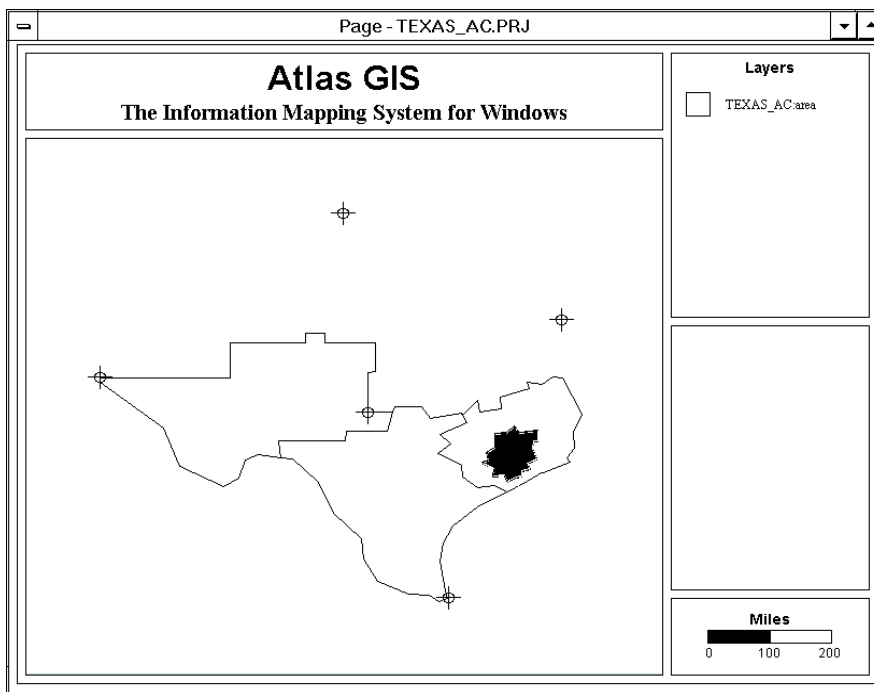 Page - TEXAS_AC.PRJ
Atlas GIS
The Information Mapping System for Windows
Layers
TEXAS_AC:area
Miles
0 100 200